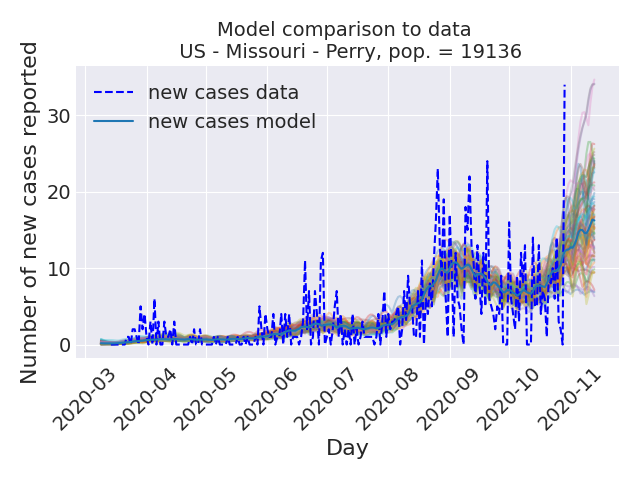 Model comparison to data
US - Missouri - Perry, pop. = 19136
Number of new cases reported
30
20
10
0
new cases data
new cases model
2020-03
2020-04
2020-05
2020-06
2020-07
2020-08
2020-09
2020-10
2020-11
Day